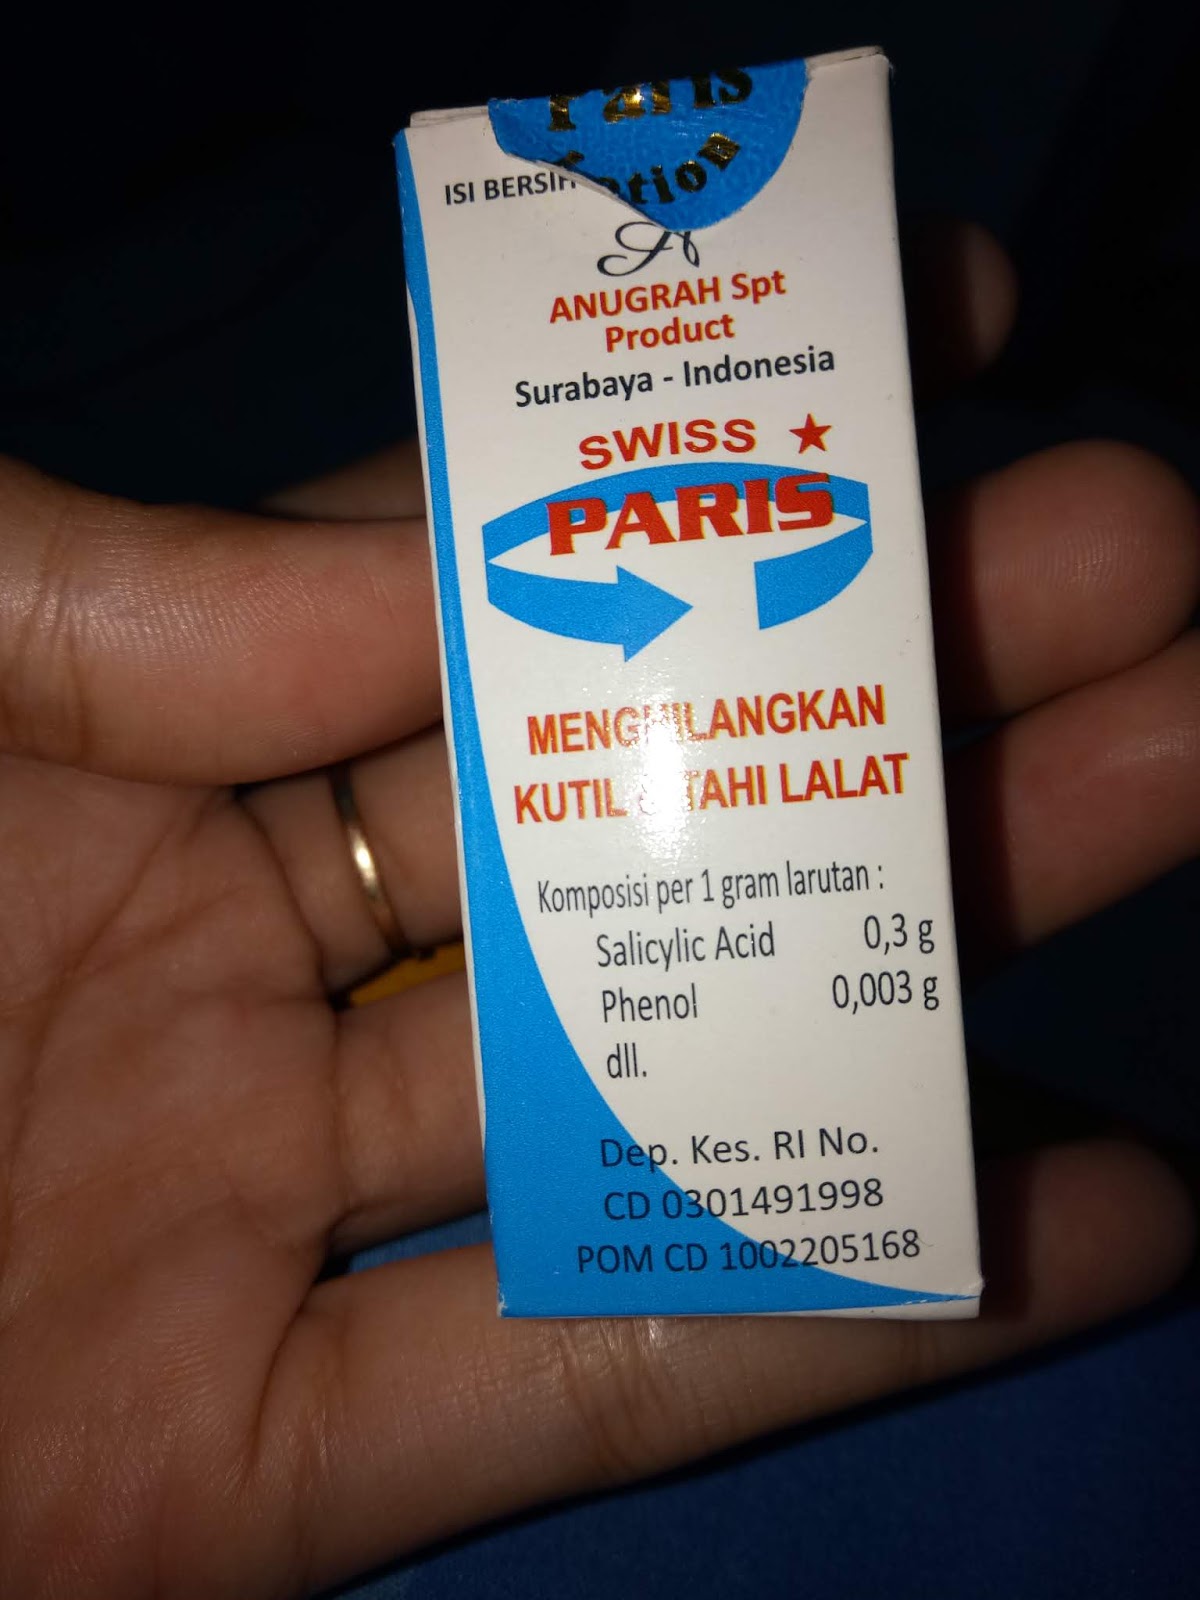 Paris
ISI BERSIH
ANUGRAH Spt
Product
Surabaya - Indonesia
SWISS
PARIS
MENGHILANGKAN
KUTIL & TAHI LALAT
Komposisi per 1 gram larutan :
Salicylic Acid 0,3 g
Phenol 0,003 g
dll.
Dep. Kes. RI No.
CD 0301491998
POM CD 1002205168